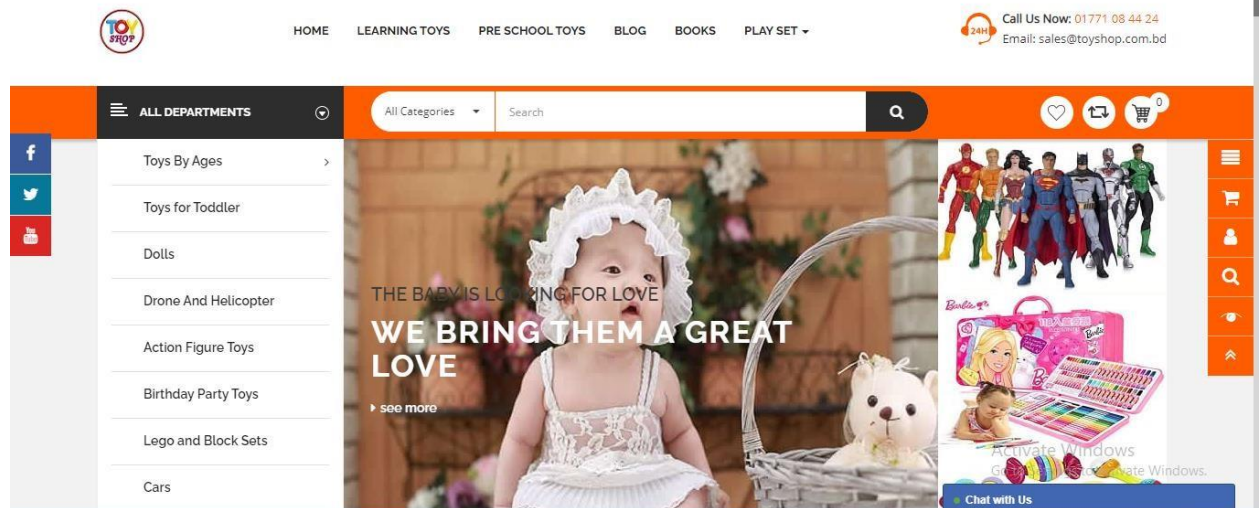 TOY
SHOP
HOME
LEARNING TOYS
PRE SCHOOL TOYS
BLOG
BOOKS
PLAY SET
24H
Call Us Now: 01771 08 44 24
Email: sales@toyshop.com.bd
ALL DEPARTMENTS
All Categories
Search
0
Toys By Ages
Toys for Toddler
Dolls
Drone And Helicopter
Action Figure Toys
Birthday Party Toys
Lego and Block Sets
Cars
THE BABY IS LOOKING FOR LOVE
WE BRING THEM A GREAT
LOVE
see more
Barbie
Barbie
Activate Windows
Chat with Us